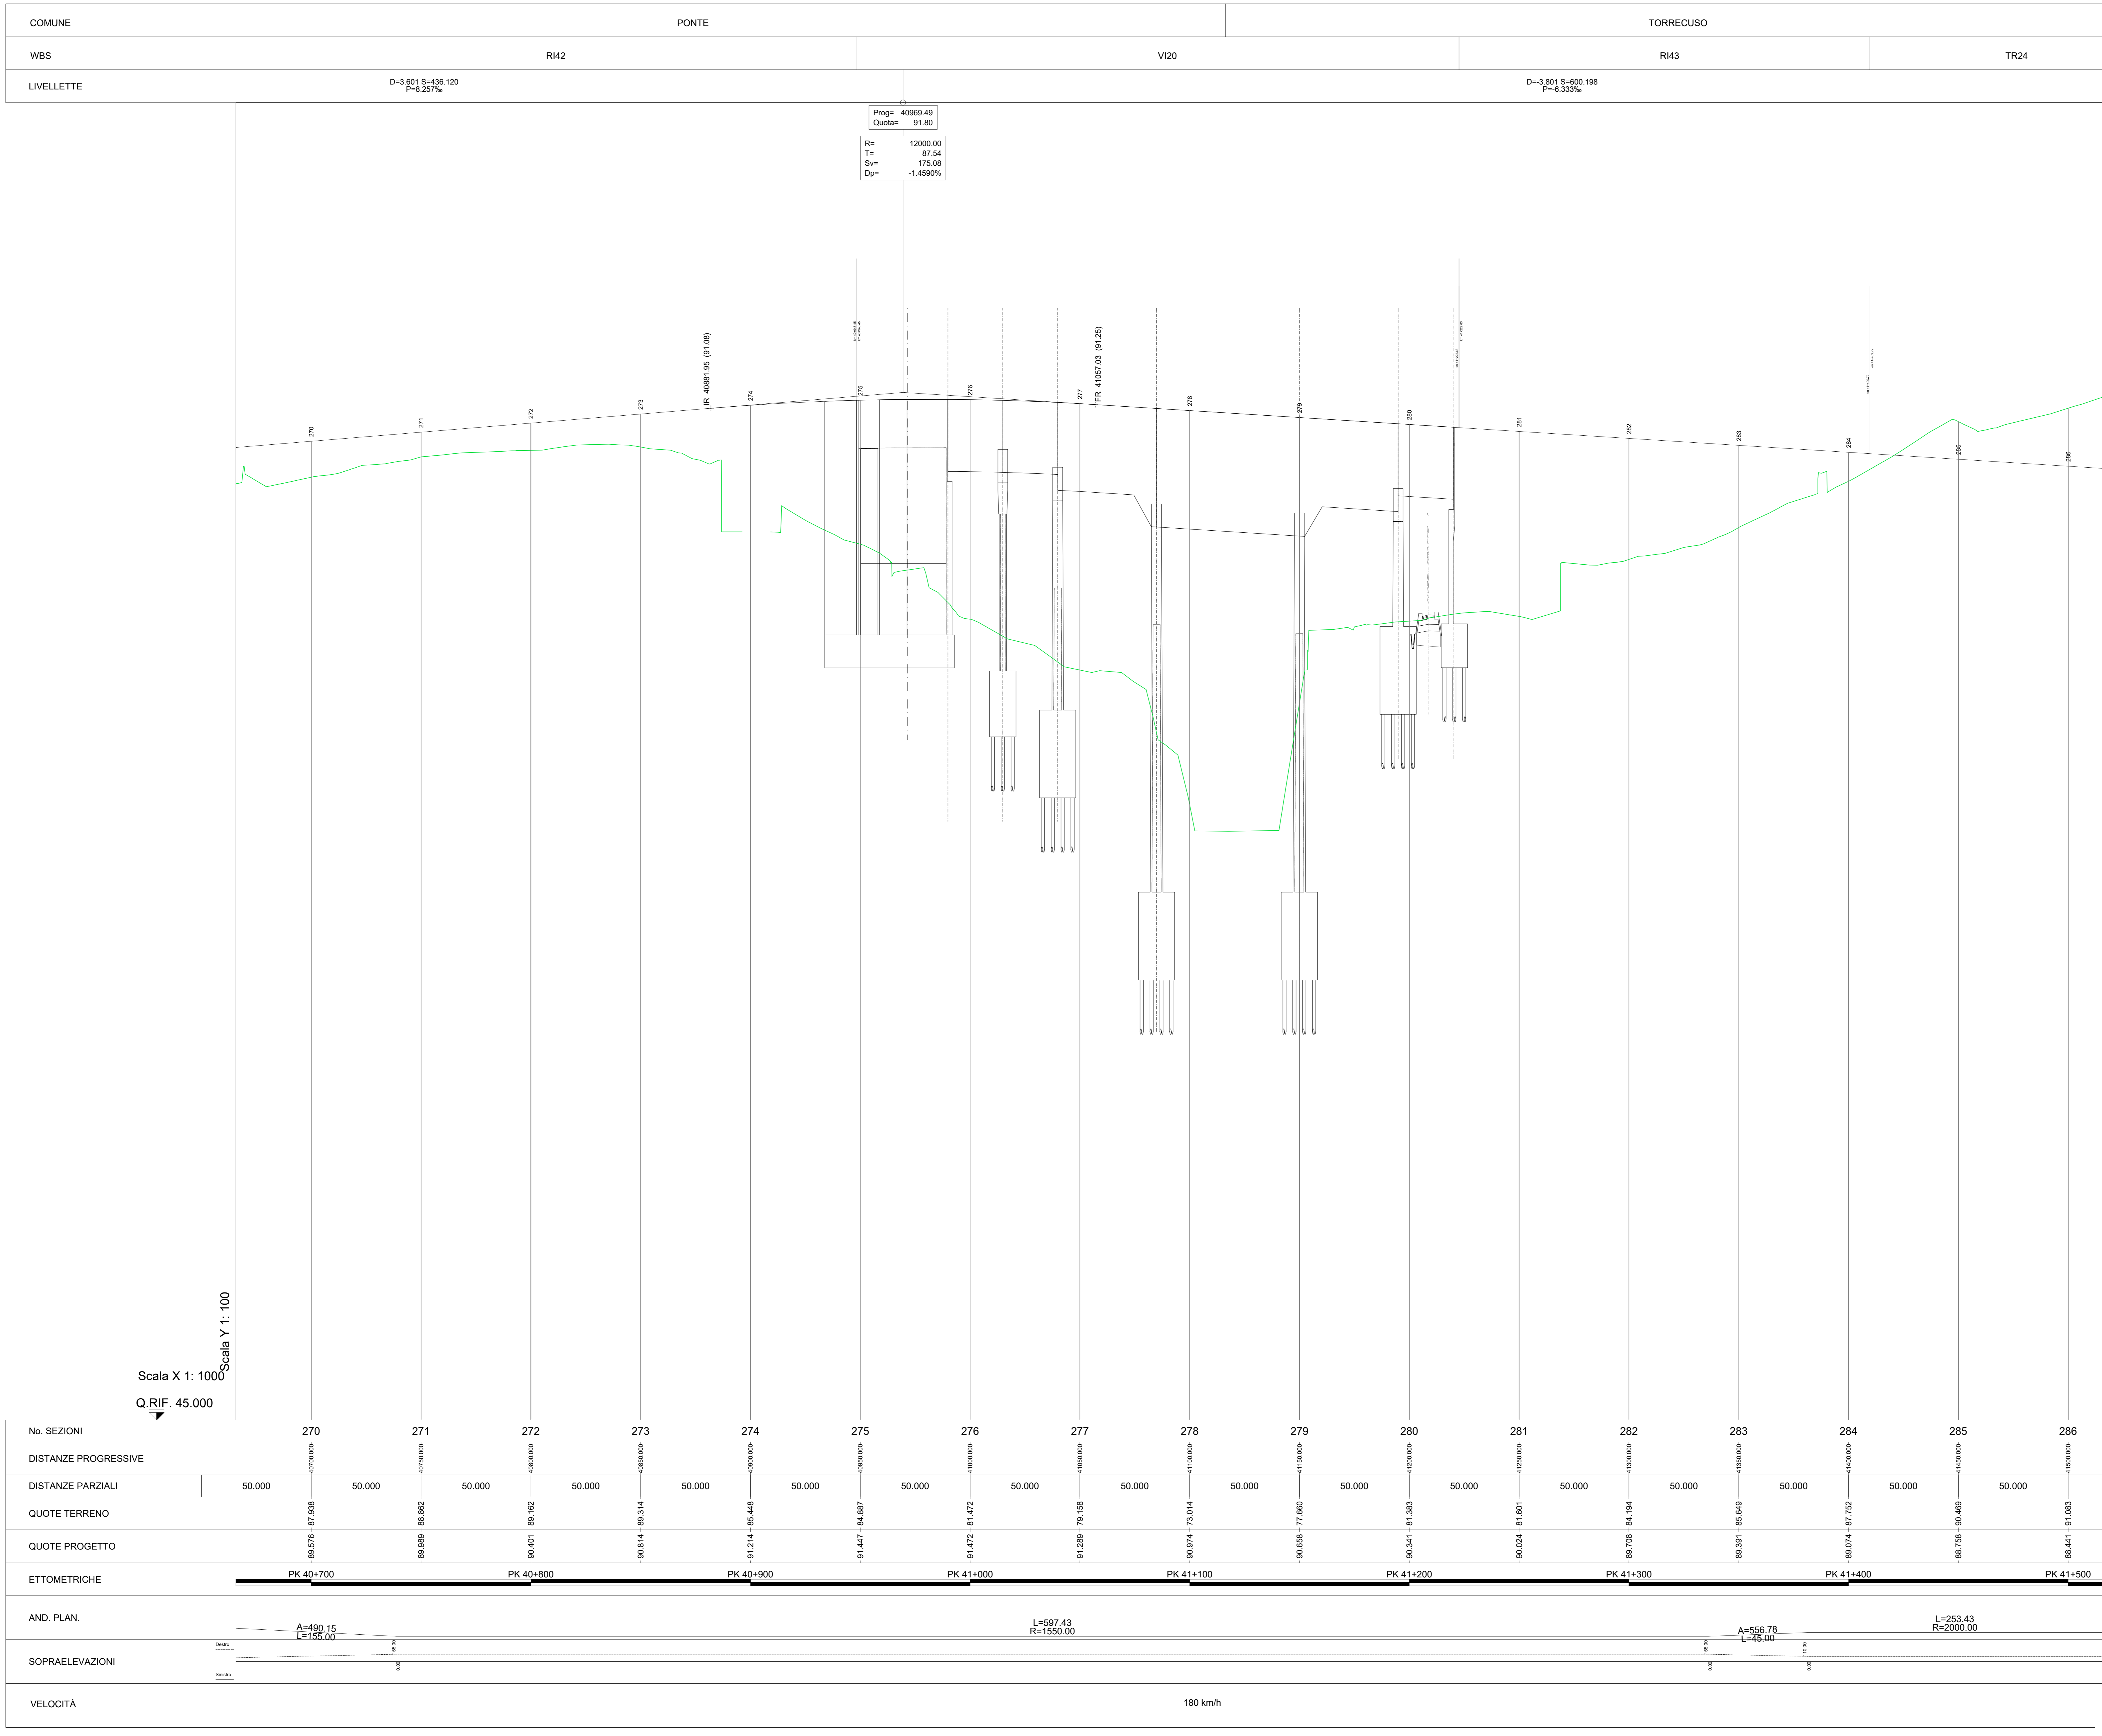 COMUNE PONTE TORRECUSO
WBS RI42 VI20 RI43 TR24
LIVELLETTE
D=3.601 S=436.120
P=8.257‰
D=-3.801 S=600.198
P=-6.333‰
Prog= 40969.49
Quota= 91.80
R= 12000.00
T= 87.54
Sv= 175.08
Dp= -1.4590%
IR 40881.95 (91.08)
FR 41057.03 (91.25)
270 271 272 273 274 275 276 277 278 279 280 281 282 283 284 285 286
Scala Y 1: 100
Scala X 1: 1000
Q.RIF. 45.000
No. SEZIONI 270 271 272 273 274 275 276 277 278 279 280 281 282 283 284 285 286
DISTANZE PROGRESSIVE 40700.000 40750.000 40800.000 40850.000 40900.000 40950.000 41000.000 41050.000 41100.000 41150.000 41200.000 41250.000 41300.000 41350.000 41400.000 41450.000 41500.000
DISTANZE PARZIALI 50.000 50.000 50.000 50.000 50.000 50.000 50.000 50.000 50.000 50.000 50.000 50.000 50.000 50.000 50.000 50.000 50.000
QUOTE TERRENO 87.938 88.862 89.162 89.314 85.448 84.887 81.472 79.158 73.014 77.660 81.383 81.601 84.194 85.649 87.752 90.469 91.083
QUOTE PROGETTO 89.576 89.989 90.401 90.814 91.214 91.447 91.472 91.289 90.974 90.658 90.341 90.024 89.708 89.391 89.074 88.758 88.441
ETTOMETRICHE PK 40+700 PK 40+800 PK 40+900 PK 41+000 PK 41+100 PK 41+200 PK 41+300 PK 41+400 PK 41+500
AND. PLAN.
A=490.15
L=155.00
L=597.43
R=1550.00
A=556.78
L=45.00
L=253.43
R=2000.00
SOPRAELEVAZIONI
Destro
Sinistro
155.00
0.00
155.00
0.00
110.00
0.00
VELOCITÀ 180 km/h